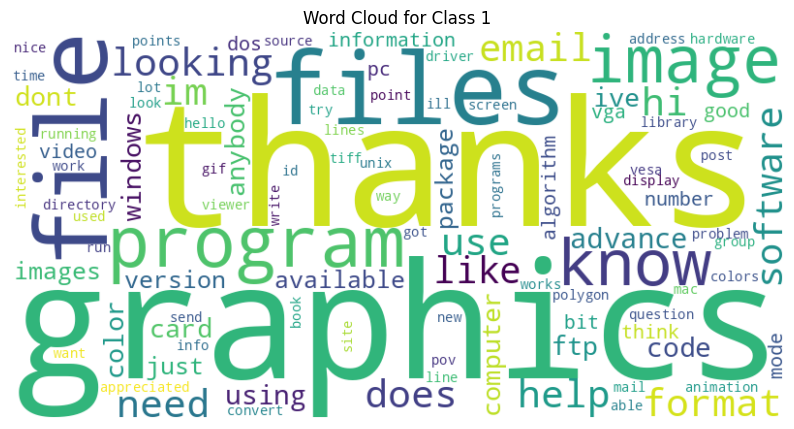 Word Cloud for Class 1
nice
points
dos
source
information
email
address
hardware
time
looking
driver
image
file
files
pc
dont
lot
look
im
data
point
ill
screen
ive
hi
vga
good
try
hello
lines
library
running
anybody
thanks
software
interested
video
windows
work
gif
id
tiff
unix
package
programs
algorithm
vesa
post
display
directory
used
viewer
write
way
number
run
program
got
use
advance
problem
group
images
version
available
like
know
works
colors
mac
graphics
polygon
color
send
card
info
book
site
new
computer
ftp
bit
question
think
code
mode
just
pov
want
appreciated
line
need
using
convert
does
help
mail
able
animation
format